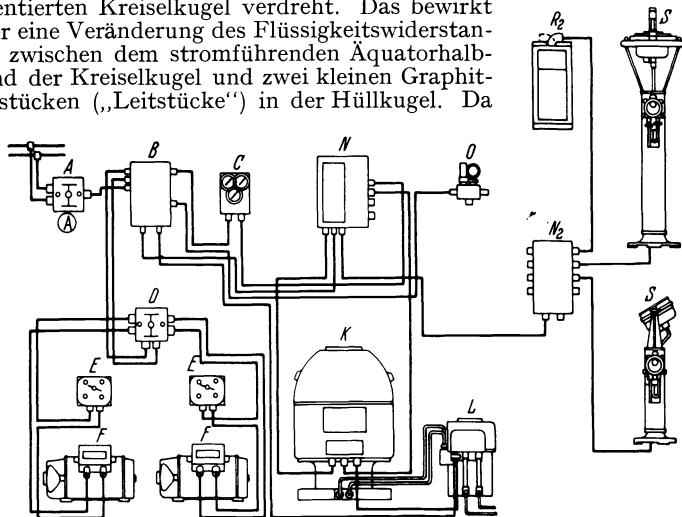 entierten Kreiselkugel verdreht. Das bewirkt
r eine Veränderung des Flüssigkeitswiderstan-
zwischen dem stromführenden Äquatorhalb-
nd der Kreiselkugel und zwei kleinen Graphit-
stücken („Leitstücke“) in der Hüllkugel. Da
R₂ S
A B C N O
A
N₂
D
S
K
E E
L
F F